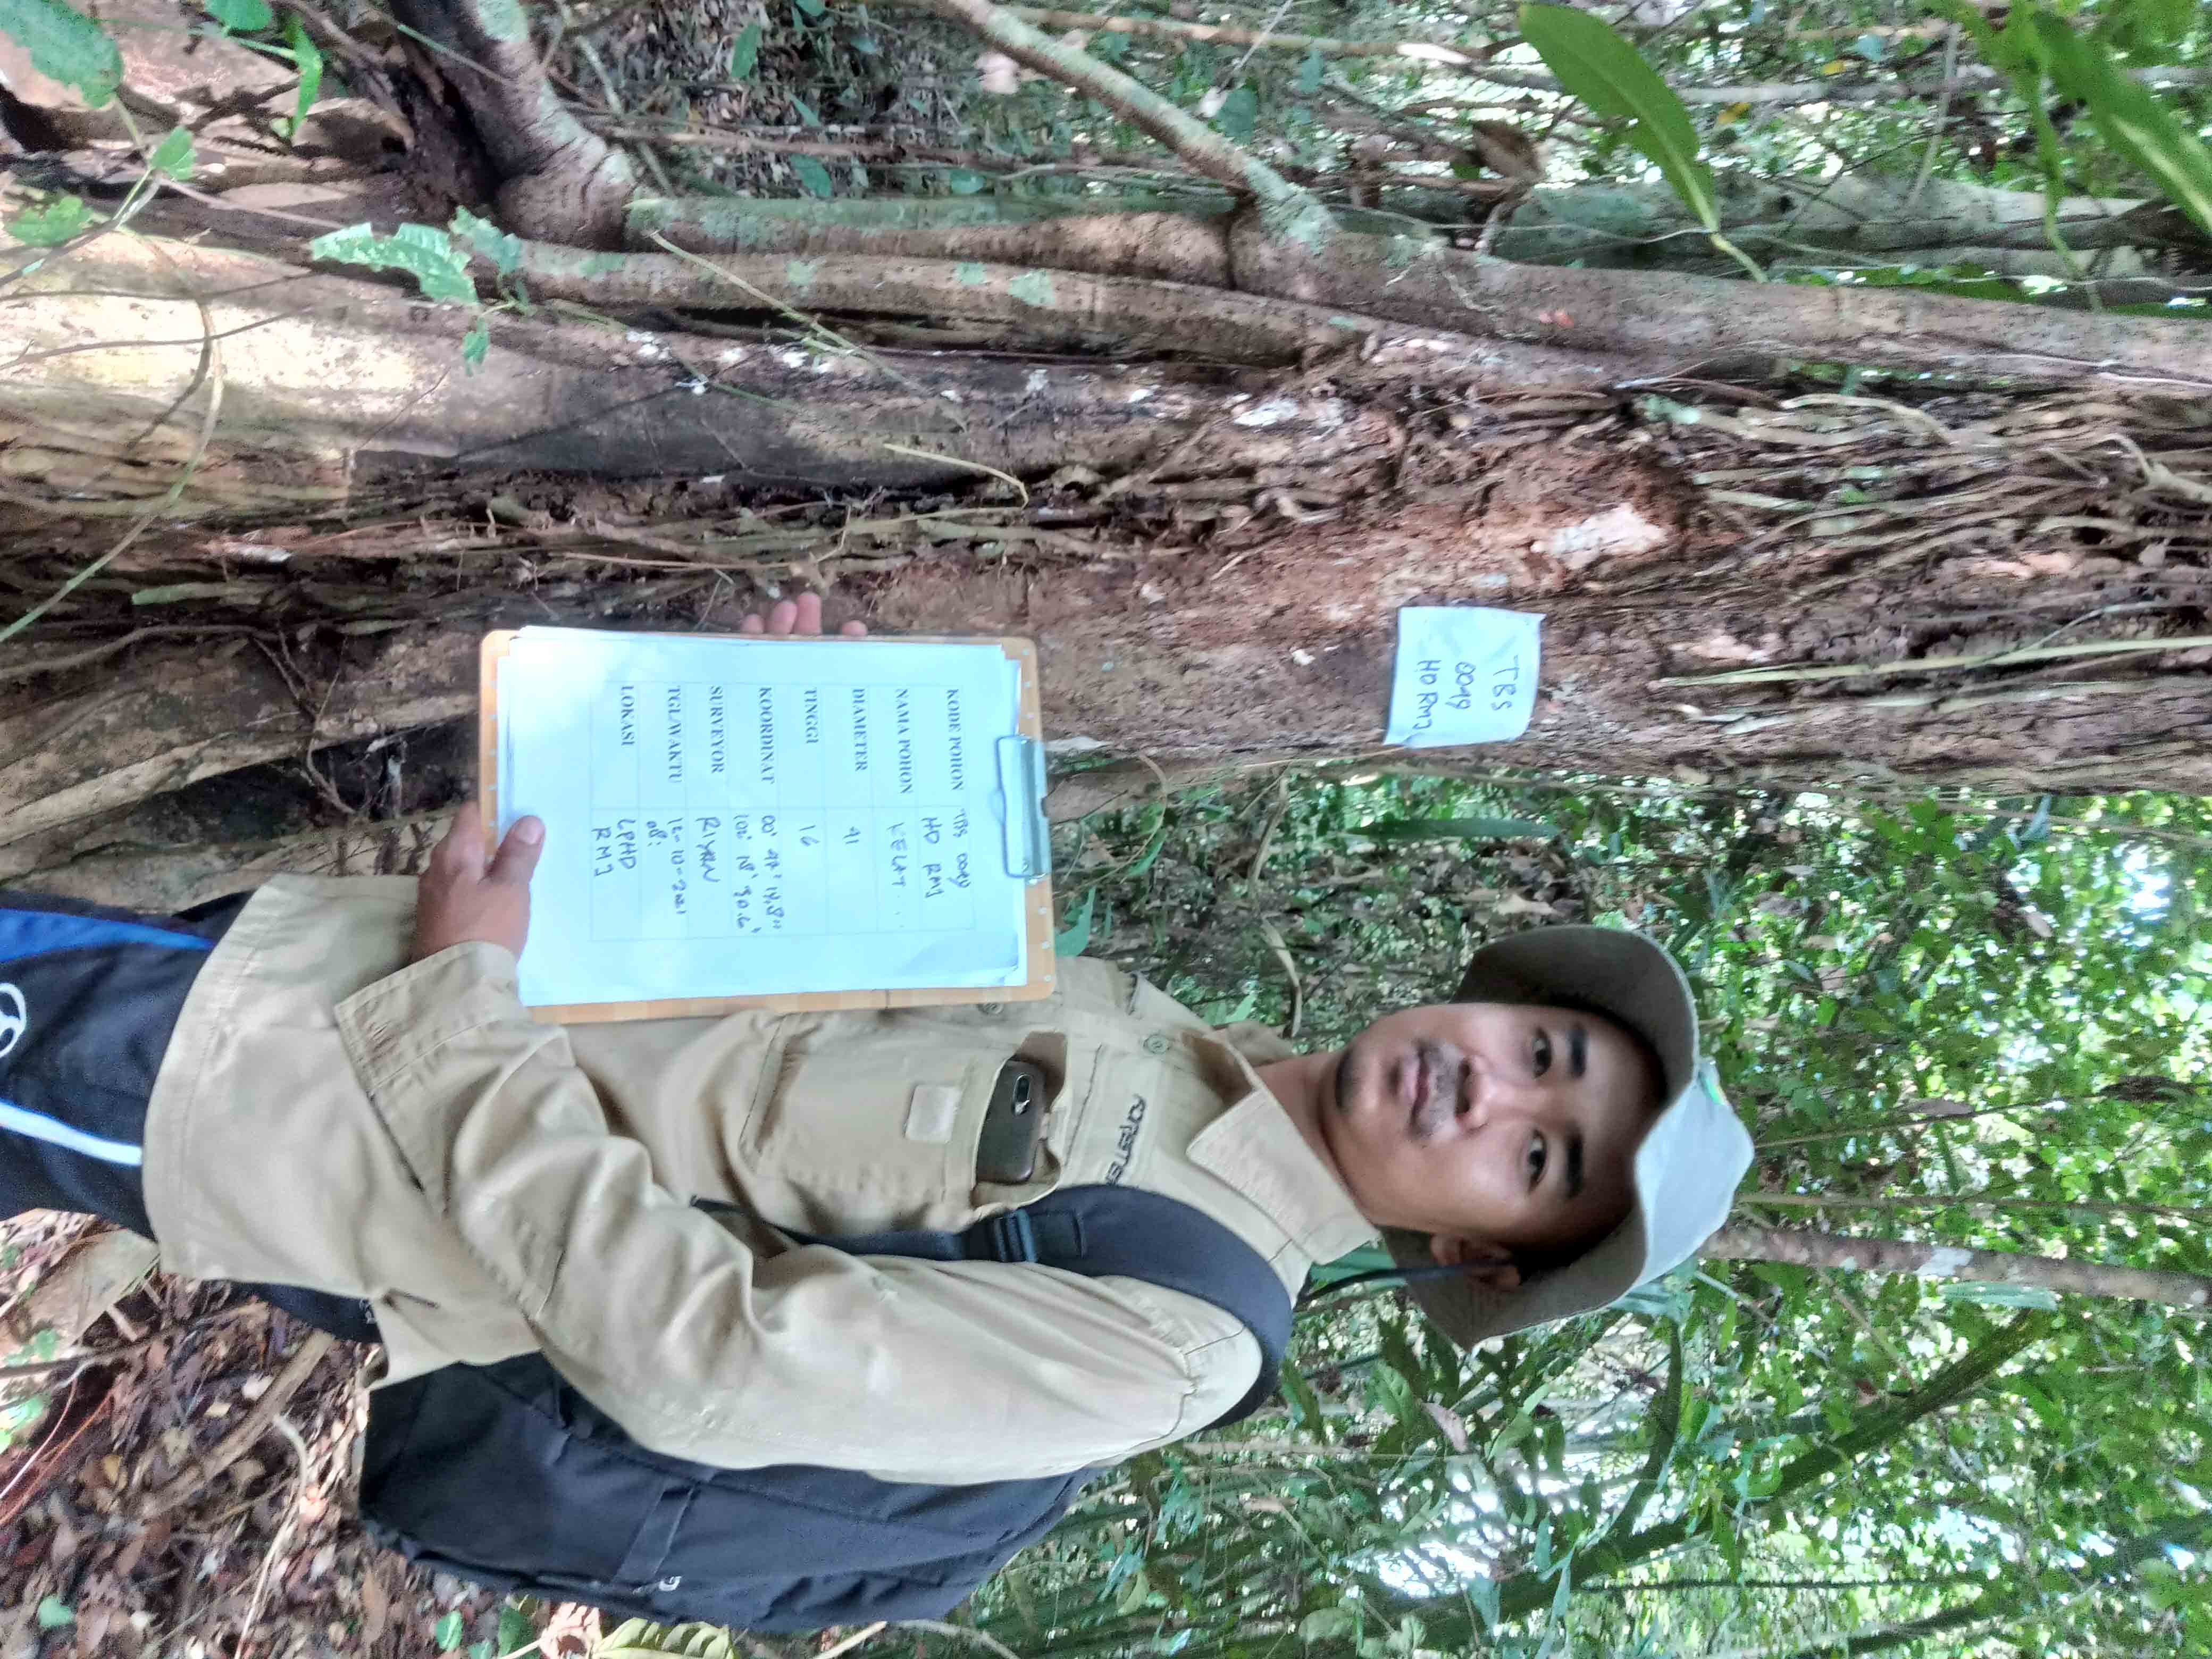 TBS
0049
HD RMJ
FORESTER
KODE POHON TBS 0049
HD RMJ
NAMA POHON KELAT
DIAMETER 41
TINGGI 16
KOORDINAT 00° 47' 14,8"
102° 18' 30.6"
SURVEYOR RIYAN
TGL/WAKTU 12-10-2021
08:
LOKASI LPHD
RMJ